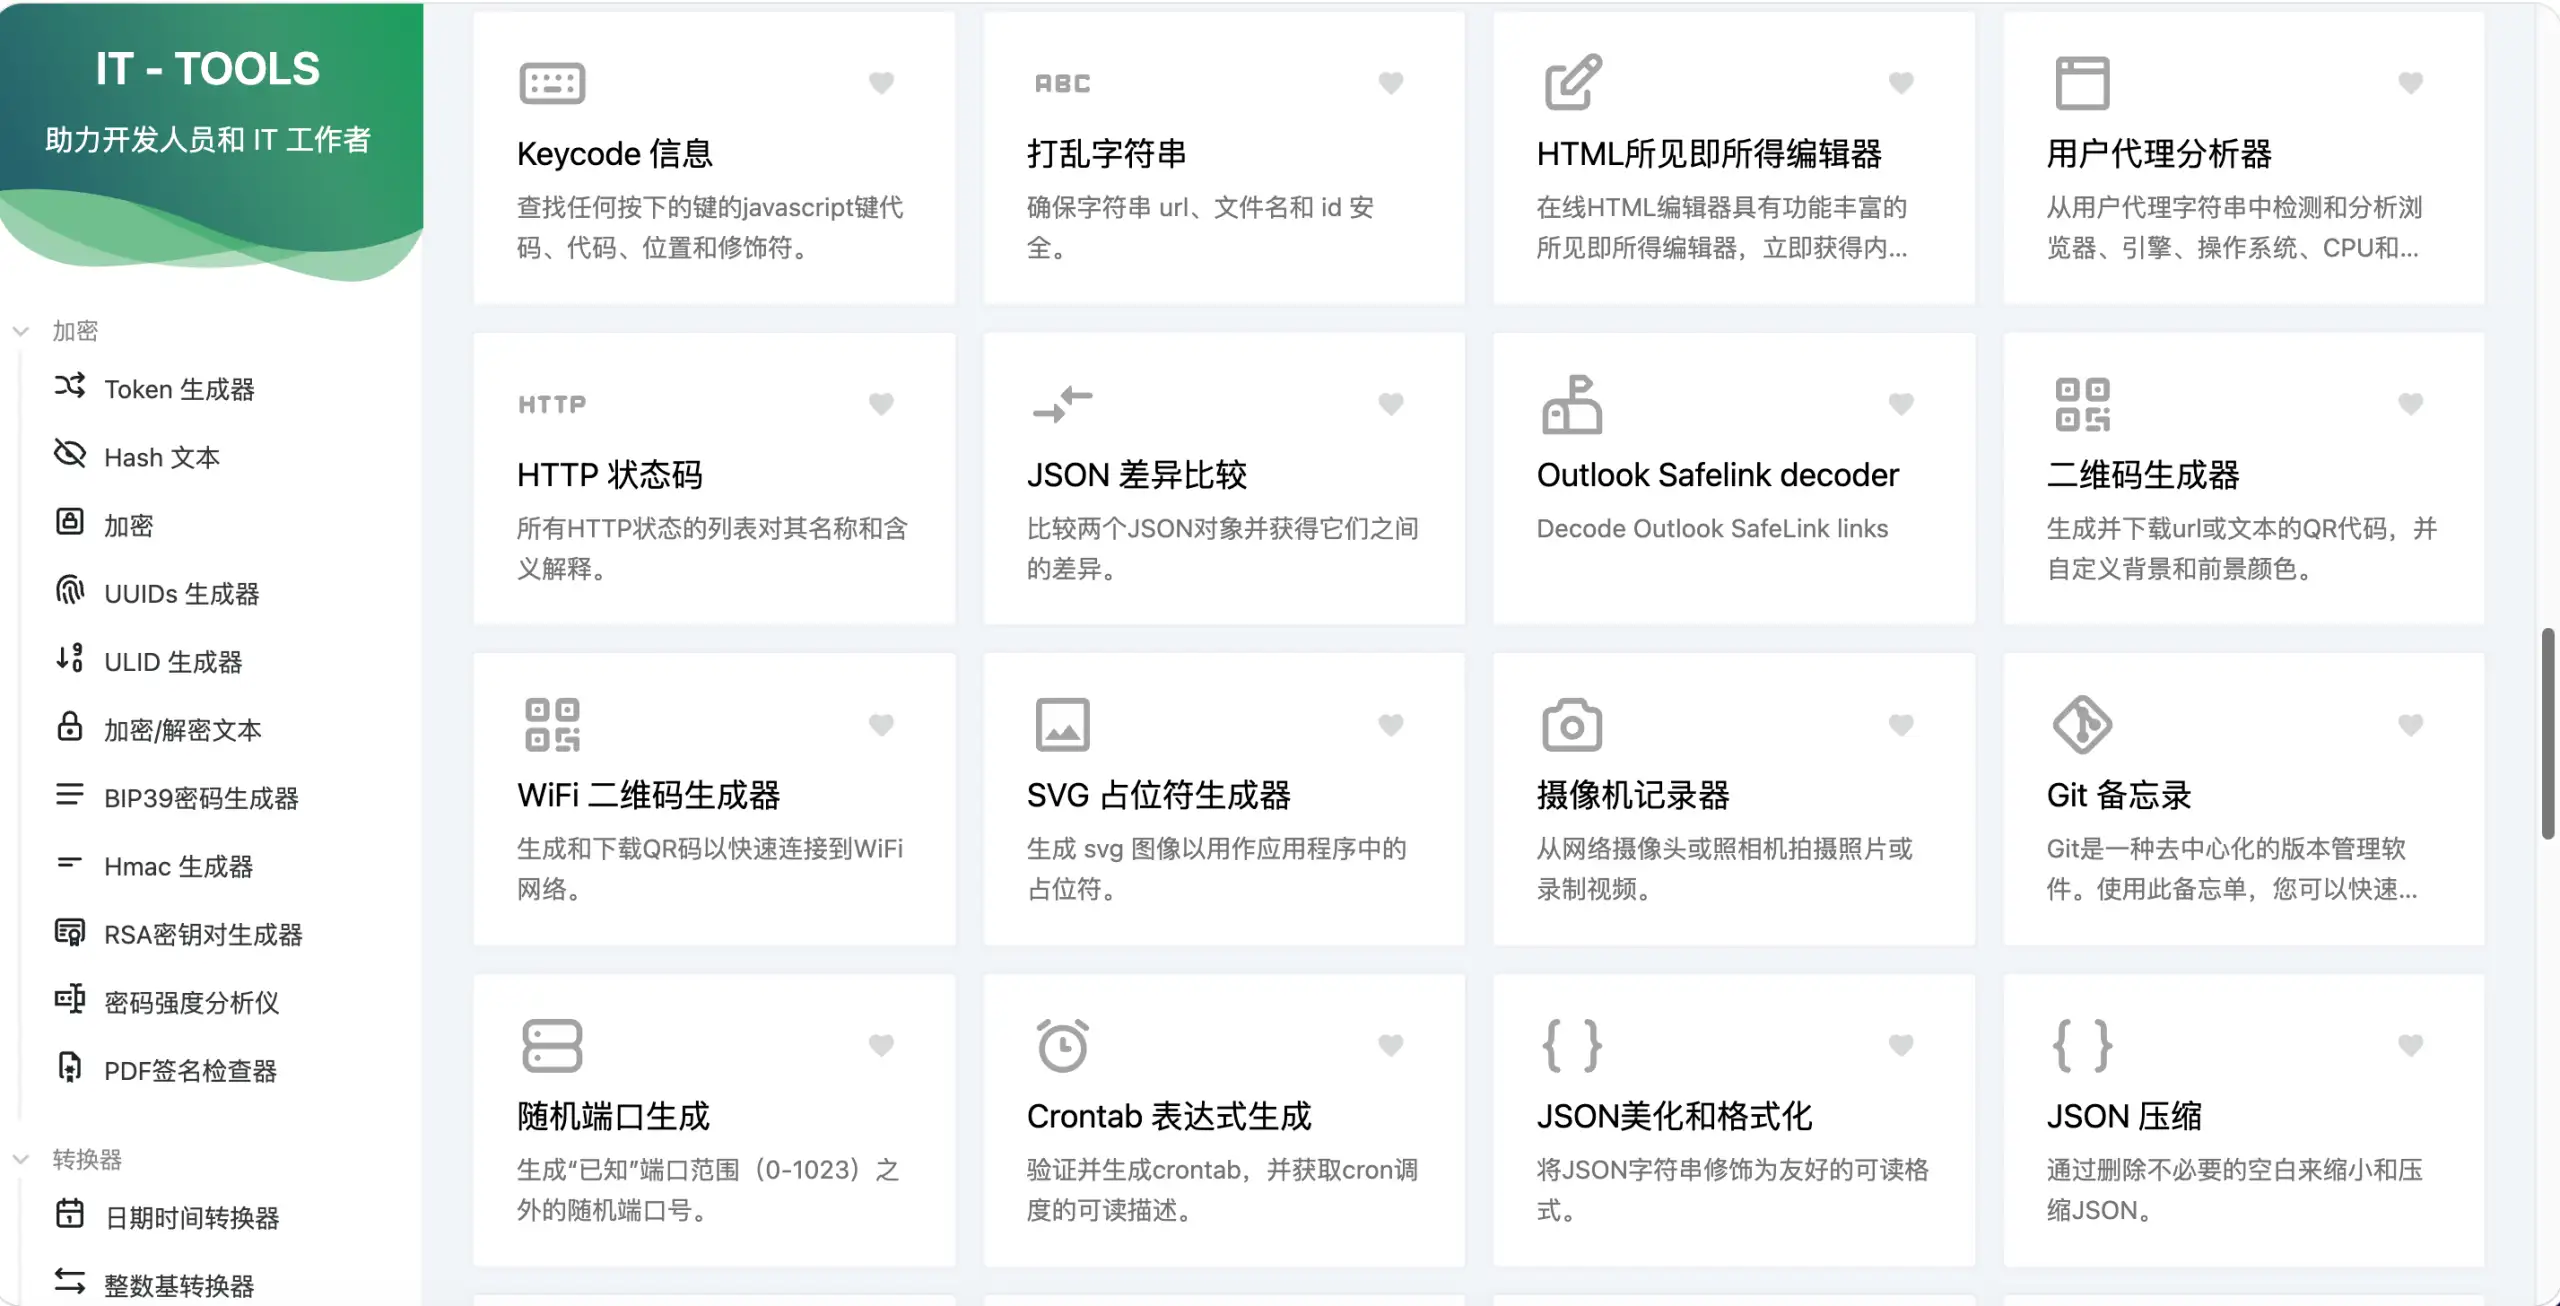 IT - TOOLS
助力开发人员和 IT 工作者
加密
Token 生成器
Hash 文本
加密
UUIDs 生成器
ULID 生成器
加密/解密文本
BIP39密码生成器
Hmac 生成器
RSA密钥对生成器
密码强度分析仪
PDF签名检查器
转换器
日期时间转换器
整数基转换器
Keycode 信息
查找任何按下的键的javascript键代
码、代码、位置和修饰符。
ABC
打乱字符串
确保字符串 url、文件名和 id 安
全。
HTML所见即所得编辑器
在线HTML编辑器具有功能丰富的
所见即所得编辑器，立即获得内...
用户代理分析器
从用户代理字符串中检测和分析浏
览器、引擎、操作系统、CPU和...
HTTP
HTTP 状态码
所有HTTP状态的列表对其名称和含
义解释。
JSON 差异比较
比较两个JSON对象并获得它们之间
的差异。
Outlook Safelink decoder
Decode Outlook SafeLink links
二维码生成器
生成并下载url或文本的QR代码，并
自定义背景和前景颜色。
WiFi 二维码生成器
生成和下载QR码以快速连接到WiFi
网络。
SVG 占位符生成器
生成 svg 图像以用作应用程序中的
占位符。
摄像机记录器
从网络摄像头或照相机拍摄照片或
录制视频。
Git 备忘录
Git是一种去中心化的版本管理软
件。使用此备忘单，您可以快速...
随机端口生成
生成“已知”端口范围（0-1023）之
外的随机端口号。
Crontab 表达式生成
验证并生成crontab，并获取cron调
度的可读描述。
JSON美化和格式化
将JSON字符串修饰为友好的可读格
式。
JSON 压缩
通过删除不必要的空白来缩小和压
缩JSON。